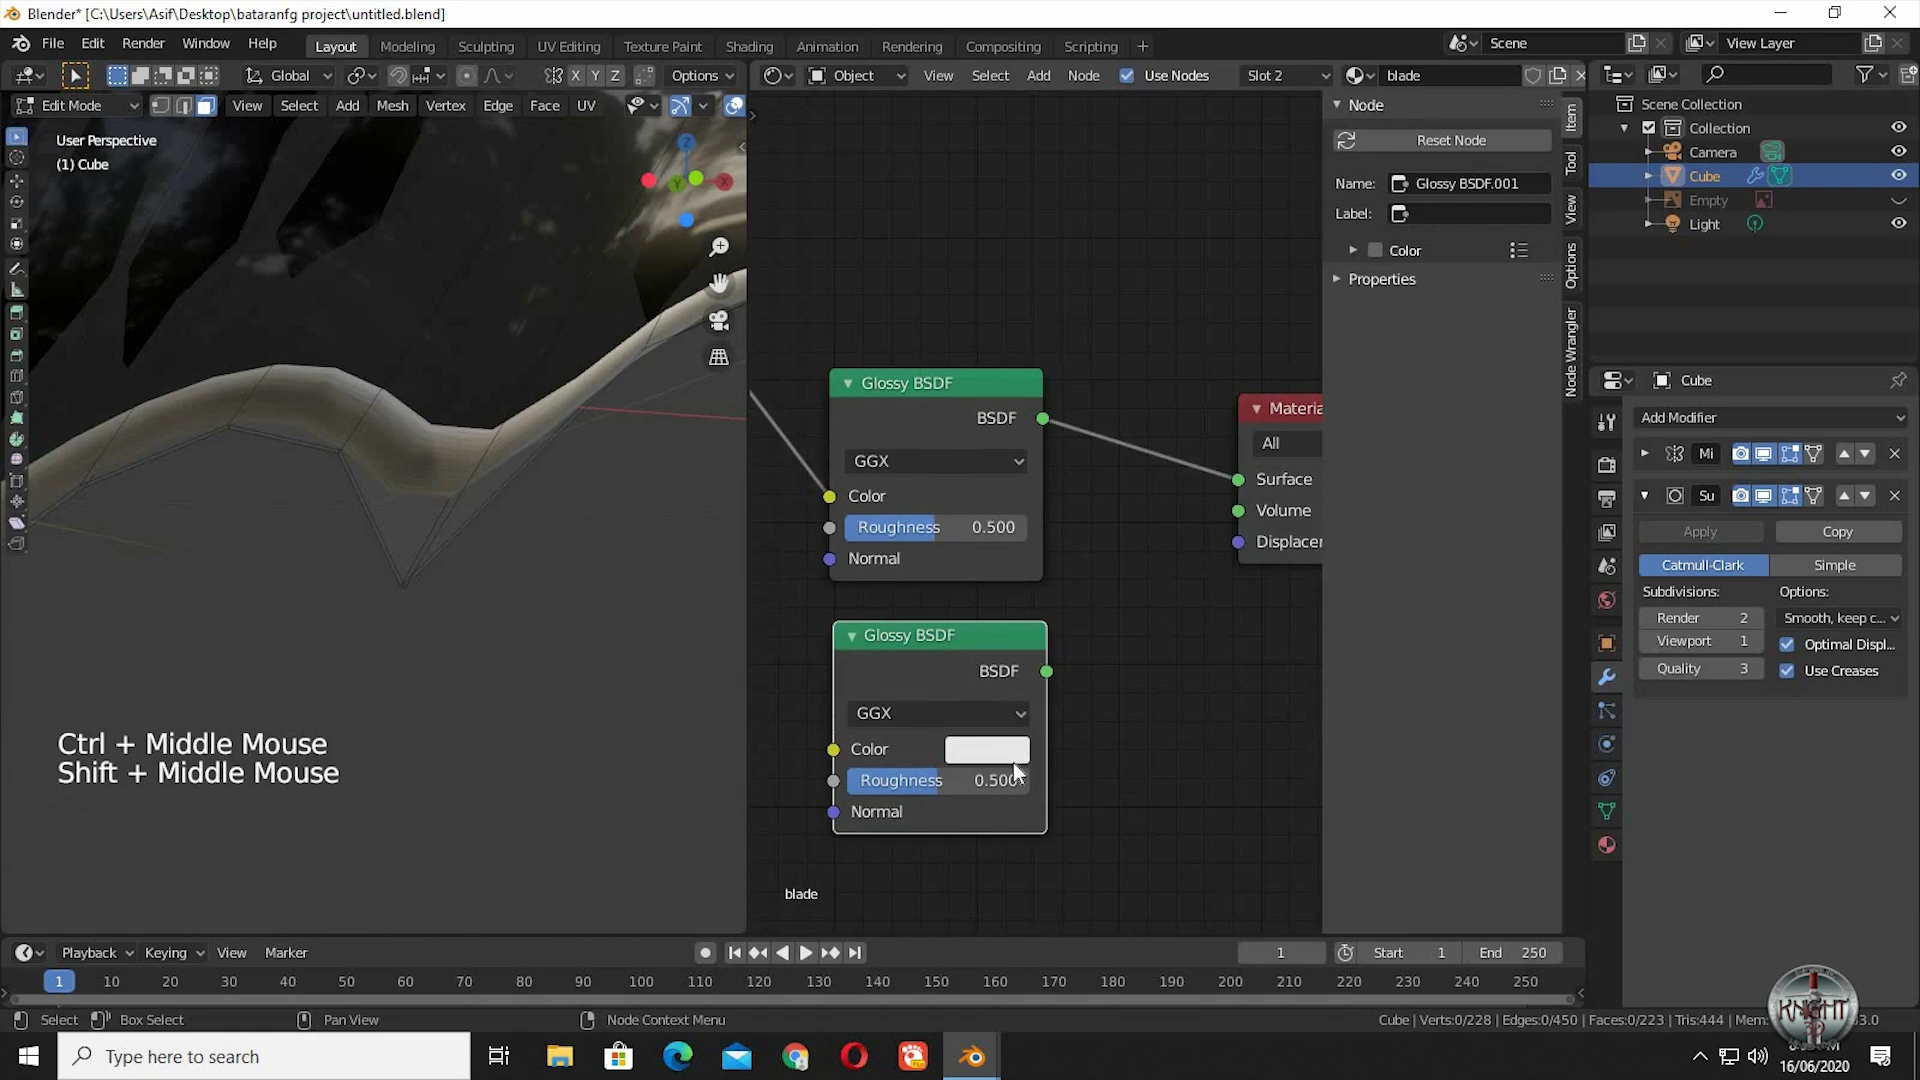 Blender* [C:\Users\Asif\Desktop\bataranfg project\untitled.blend]
File Edit Render Window Help
Layout Modeling Sculpting UV Editing Texture Paint Shading Animation Rendering Compositing Scripting +
Scene
View Layer
Global
X Y Z
Options
Object View Select Add Node Use Nodes Slot 2 blade
Edit Mode View Select Add Mesh Vertex Edge Face UV
User Perspective
(1) Cube
Z
Y
X
Ctrl + Middle Mouse
Shift + Middle Mouse
Glossy BSDF
BSDF
GGX
Color
Roughness 0.500
Normal
Glossy BSDF
BSDF
GGX
Color
Roughness 0.500
Normal
Materia
All
Surface
Volume
Displacer
blade
Node
Reset Node
Name: Glossy BSDF.001
Label:
Color
Properties
Item
Tool
View
Options
Node Wrangler
Scene Collection
Collection
Camera
Cube
Empty
Light
Cube
Add Modifier
Mi
Su
Apply Copy
Catmull-Clark Simple
Subdivisions: Options:
Render 2 Smooth, keep c...
Viewport 1 Optimal Displ...
Quality 3 Use Creases
Playback Keying View Marker
1 Start 1 End 250
1 10 20 30 40 50 60 70 80 90 100 110 120 130 140 150 160 170 180 190 200 210 220 230 240 250
Select Box Select Pan View Node Context Menu
Cube | Verts:0/228 | Edges:0/450 | Faces:0/223 | Tris:444 | Mem:
KNIGHT
Type here to search
16/06/2020